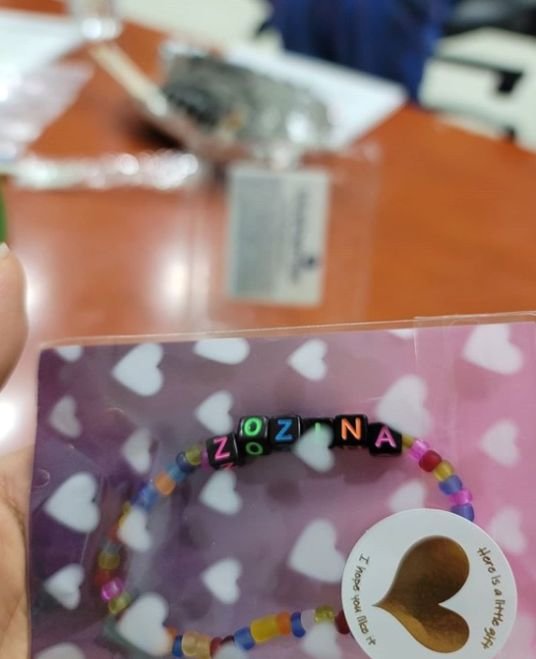 ZOZINA
Here is a little gift
I hope you like it